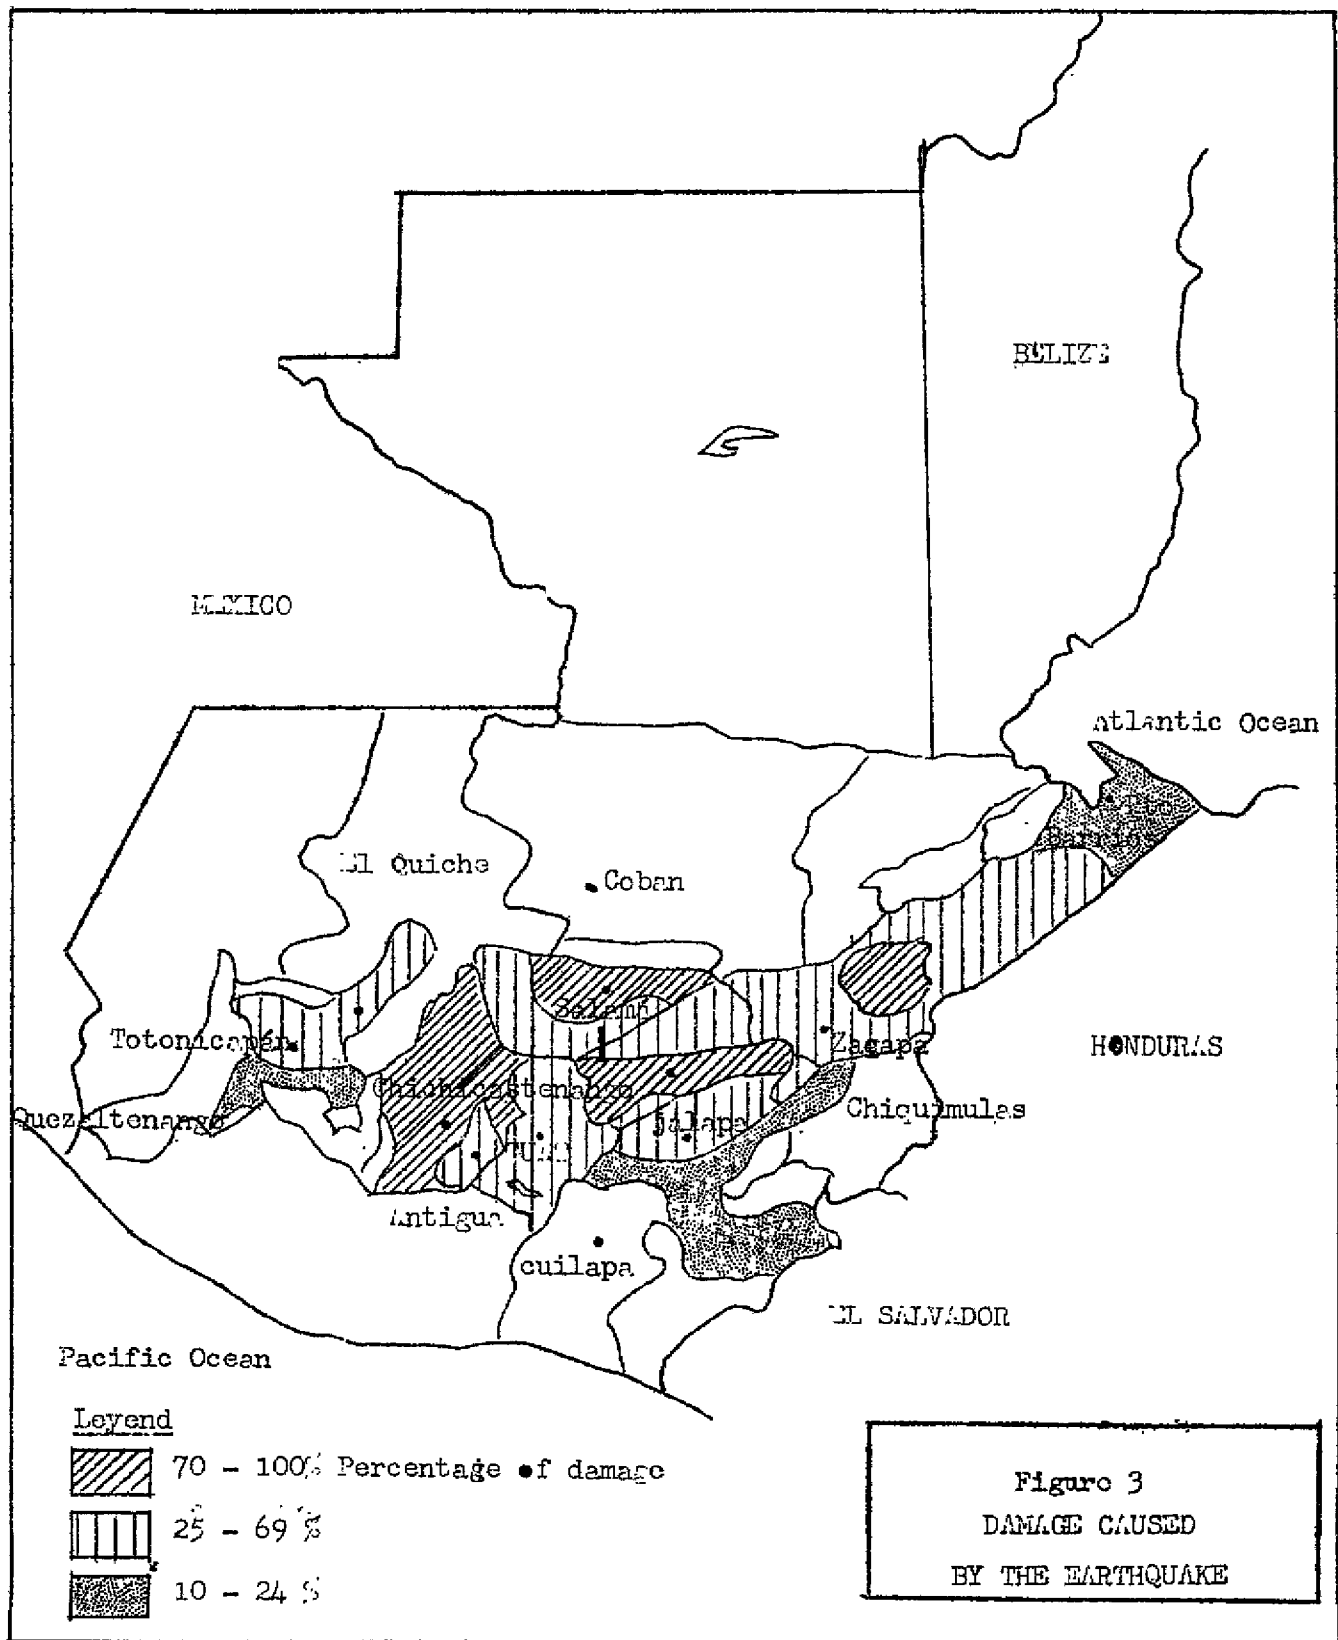 BELIZE
MEXICO
Atlantic Ocean
El Quiche
Coban
Salamá
Totonicapán
Zacapa
HONDURAS
Chichicastenango
Quezaltenango
Chiquimulas
jalapa
Antigua
cuilapa
EL SALVADOR
Pacific Ocean
Leyend
70 - 100% Percentage of damage
25 - 69 %
10 - 24 %
Figure 3
DAMAGE CAUSED
BY THE EARTHQUAKE